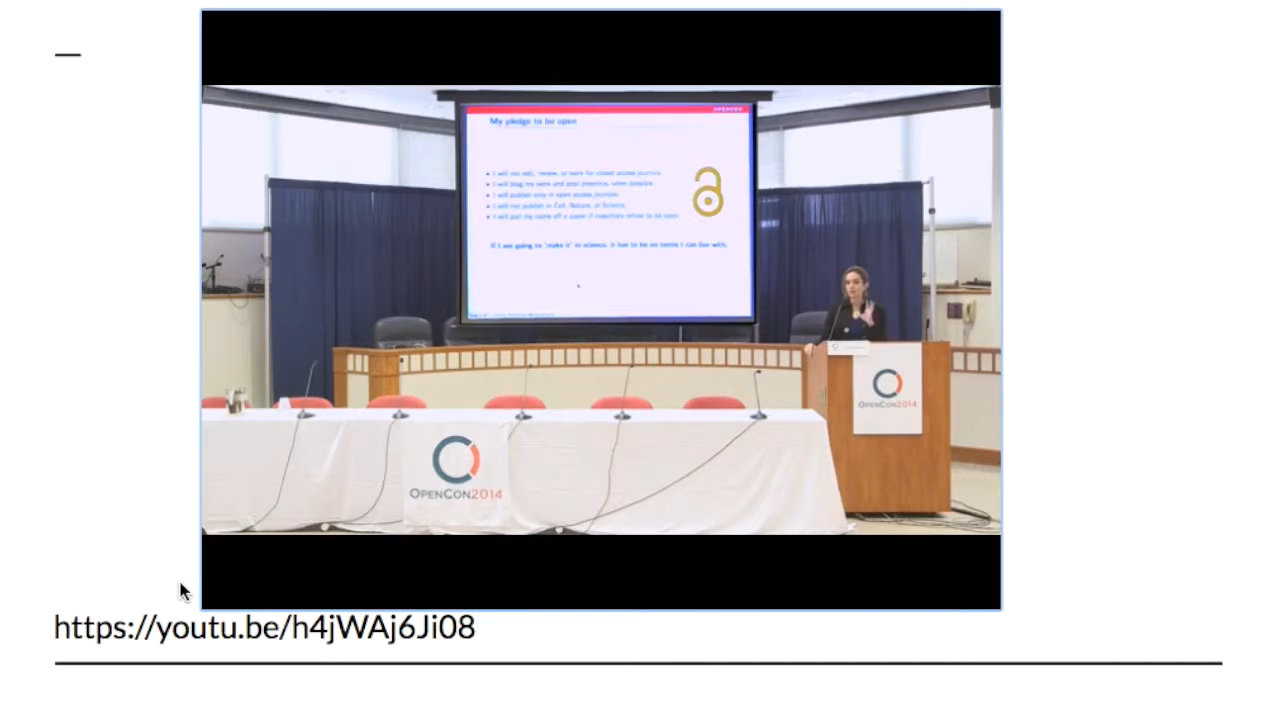 OPENCON
My pledge to be open
• I will not edit, review, or work for closed access journals.
• I will blog my work and post preprints, when possible.
• I will publish only in open access journals.
• I will not publish in Cell, Nature, or Science.
• I will pull my name off a paper if coauthors refuse to be open.
If I am going to 'make it' in science, it has to be on terms I can live with.
OPENCON2014
OPENCON2014
https://youtu.be/h4jWAj6Ji08